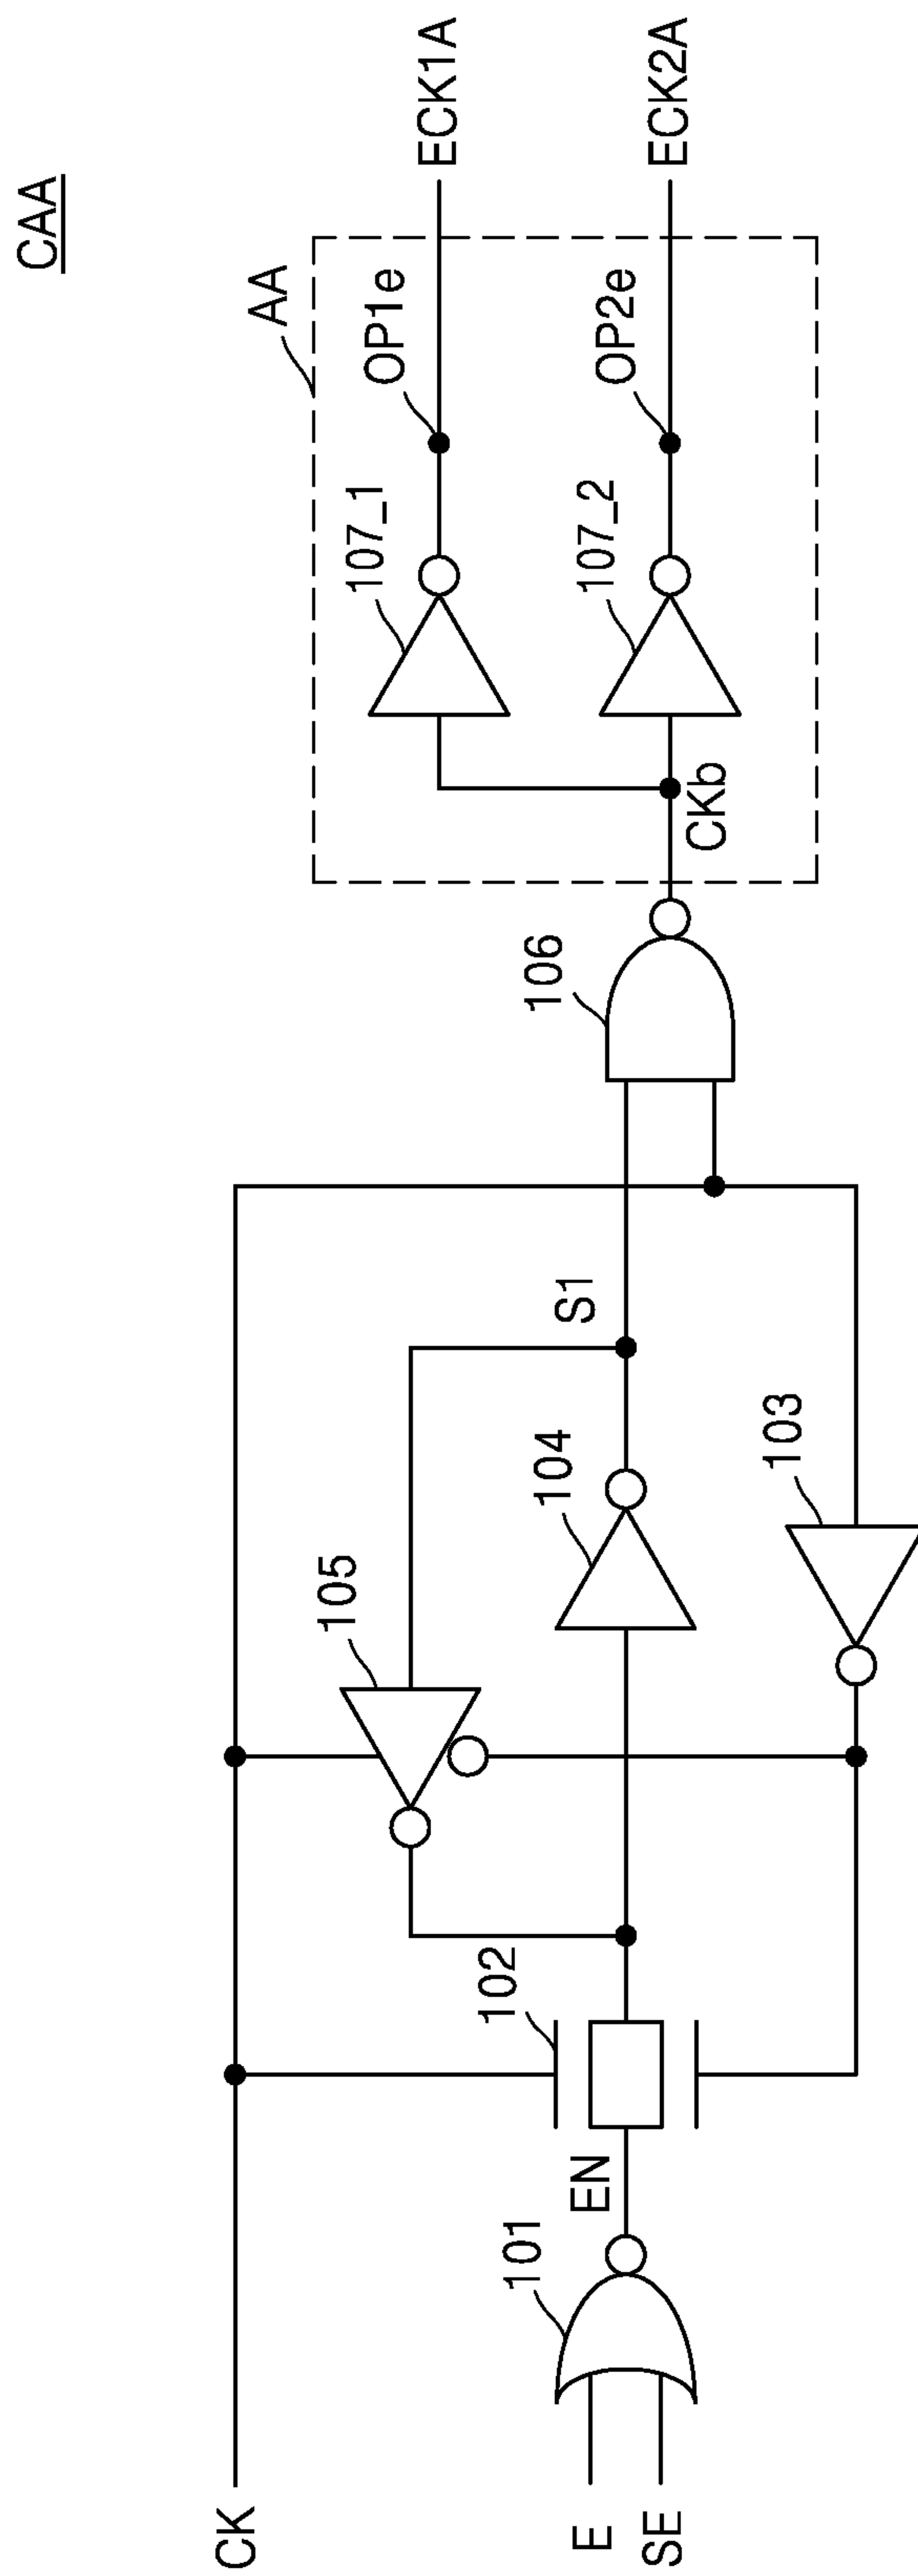 CAA
AA
CK
E
SE
101
EN
102
105
104
103
S1
106
CKb
107_1
107_2
OP1e
OP2e
ECK1A
ECK2A